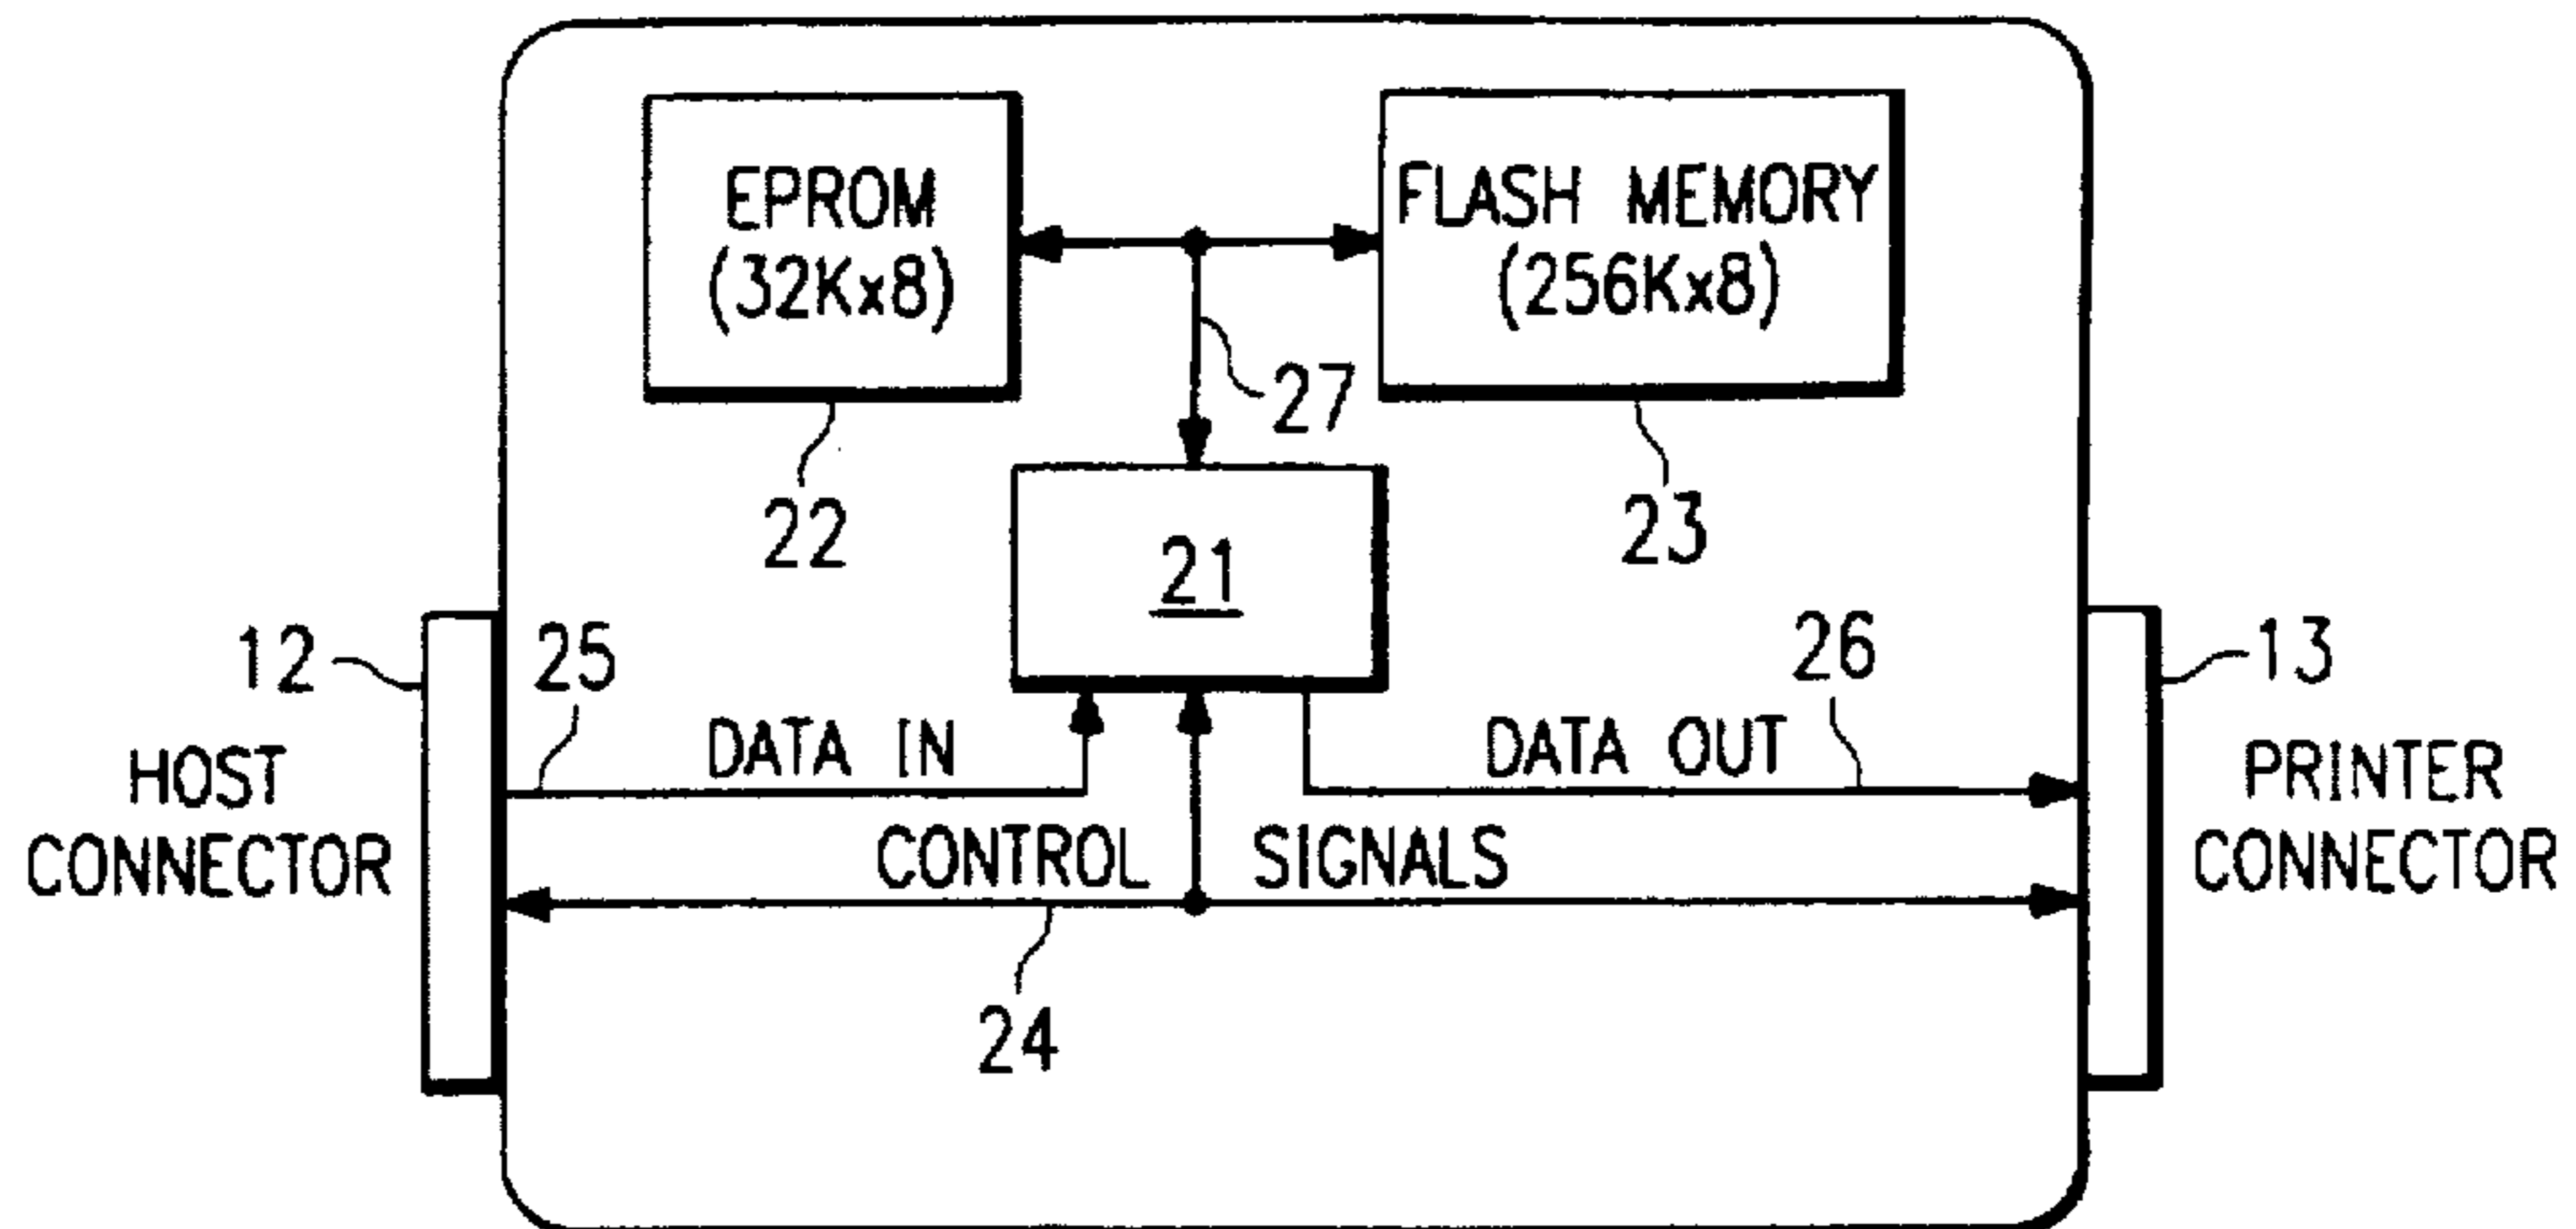 EPROM
(32Kx8)
FLASH MEMORY
(256Kx8)
27
22
23
21
12
25
26
13
DATA IN
DATA OUT
HOST
CONNECTOR
PRINTER
CONNECTOR
CONTROL SIGNALS
24